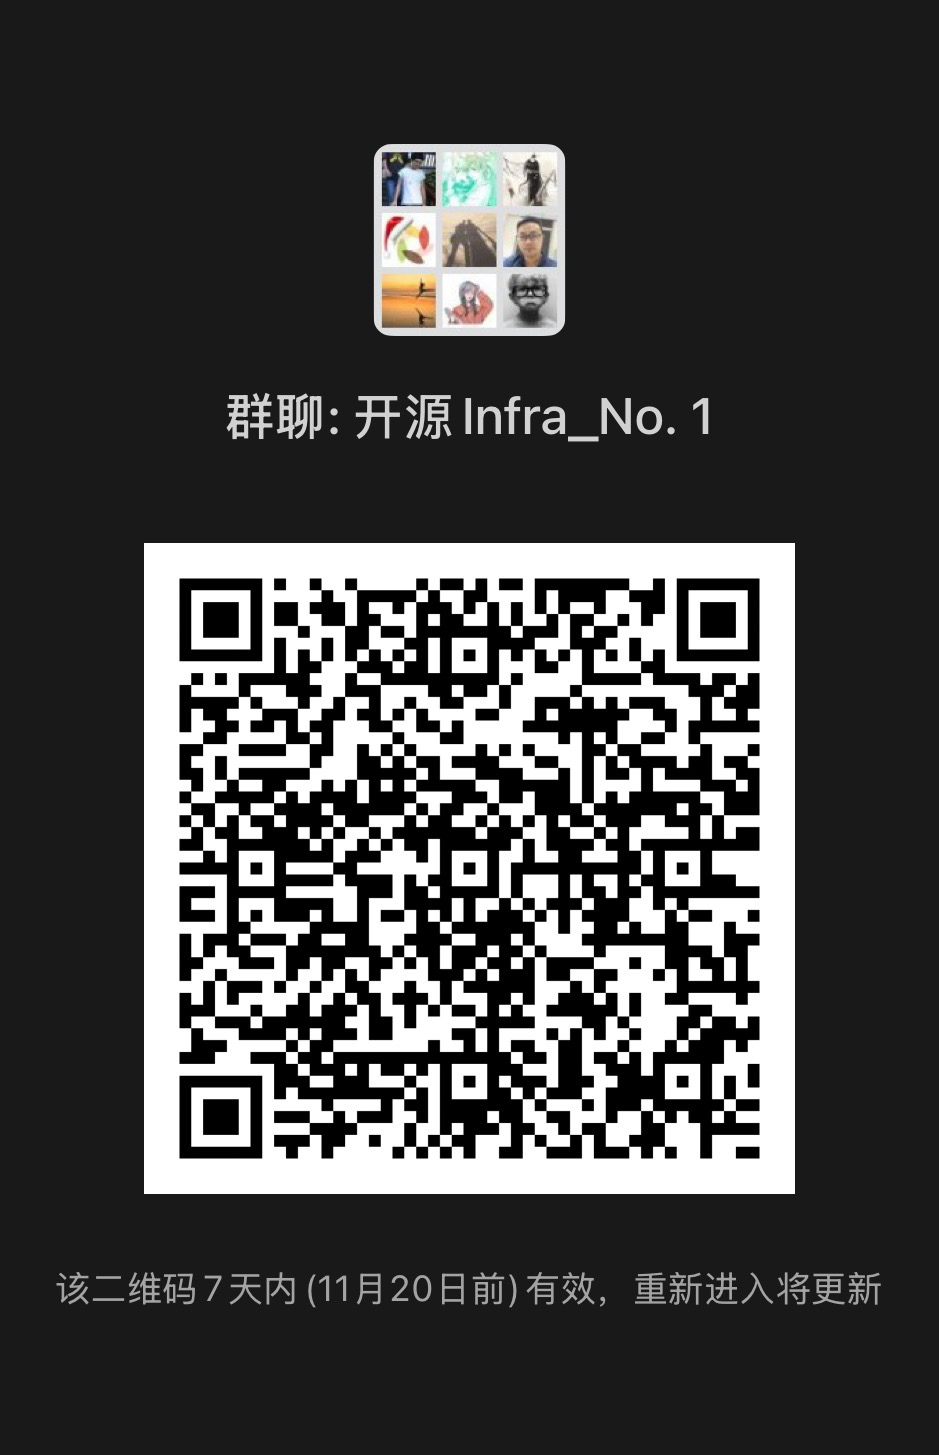 群聊: 开源 Infra_No. 1
该二维码 7 天内 (11月20日前) 有效，重新进入将更新